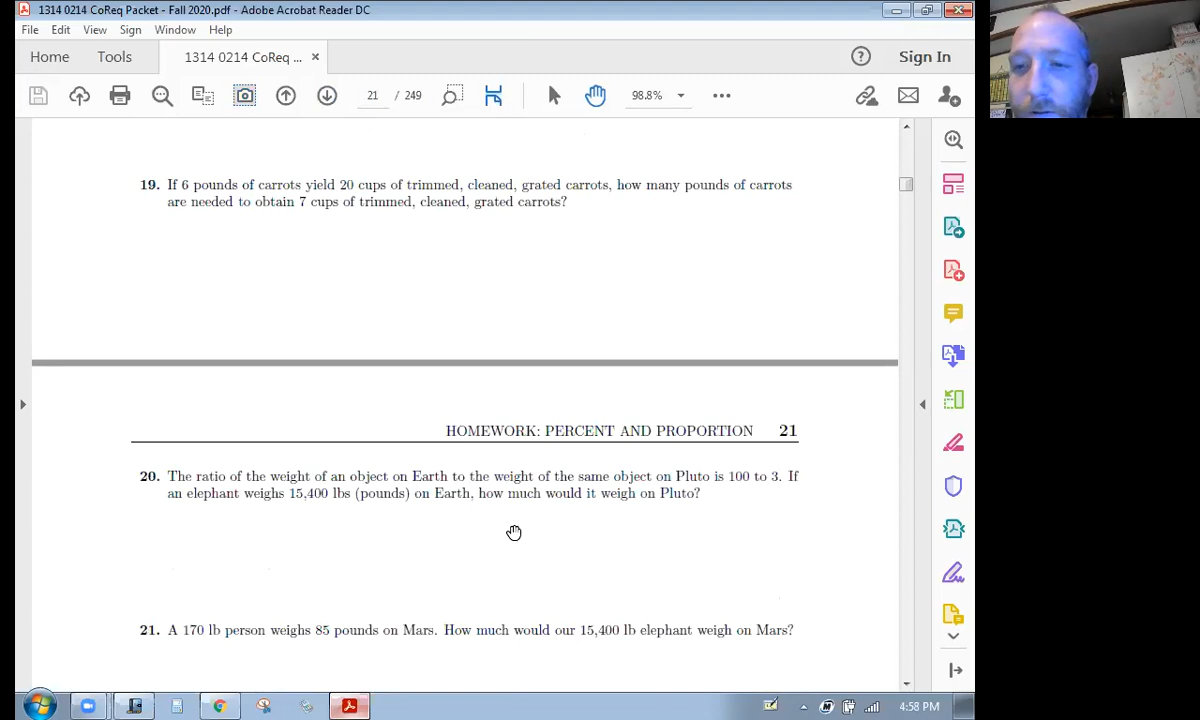 1314 0214 CoReq Packet - Fall 2020.pdf - Adobe Acrobat Reader DC
File Edit View Sign Window Help
Home Tools 1314 0214 CoReq ... × Sign In
21 / 249 98.8%
19. If 6 pounds of carrots yield 20 cups of trimmed, cleaned, grated carrots, how many pounds of carrots
are needed to obtain 7 cups of trimmed, cleaned, grated carrots?
HOMEWORK: PERCENT AND PROPORTION 21
20. The ratio of the weight of an object on Earth to the weight of the same object on Pluto is 100 to 3. If
an elephant weighs 15,400 lbs (pounds) on Earth, how much would it weigh on Pluto?
21. A 170 lb person weighs 85 pounds on Mars. How much would our 15,400 lb elephant weigh on Mars?
4:58 PM